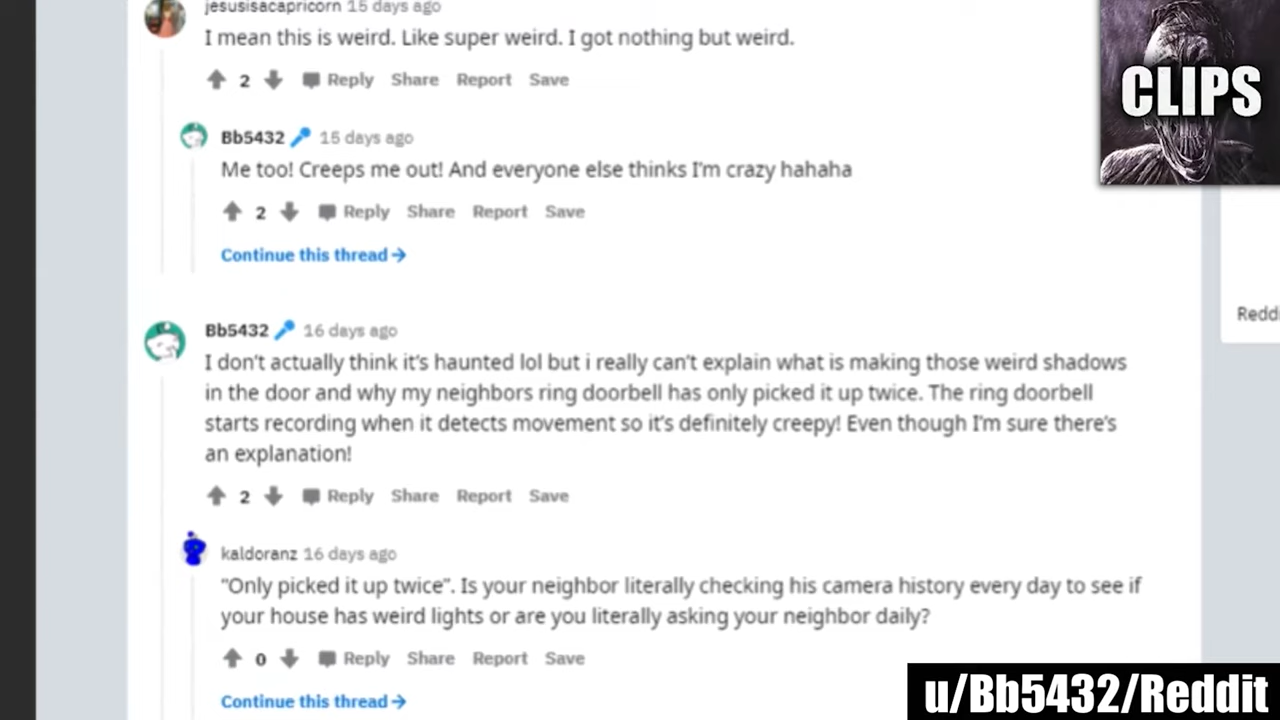 jesusisacapricorn 15 days ago
I mean this is weird. Like super weird. I got nothing but weird.
2 Reply Share Report Save
CLIPS
Bb5432 15 days ago
Me too! Creeps me out! And everyone else thinks I'm crazy hahaha
2 Reply Share Report Save
Continue this thread →
Bb5432 16 days ago
I don't actually think it's haunted lol but i really can't explain what is making those weird shadows
in the door and why my neighbors ring doorbell has only picked it up twice. The ring doorbell
starts recording when it detects movement so it's definitely creepy! Even though I'm sure there's
an explanation!
2 Reply Share Report Save
kaldoranz 16 days ago
“Only picked it up twice”. Is your neighbor literally checking his camera history every day to see if
your house has weird lights or are you literally asking your neighbor daily?
0 Reply Share Report Save
Continue this thread →
u/Bb5432/Reddit